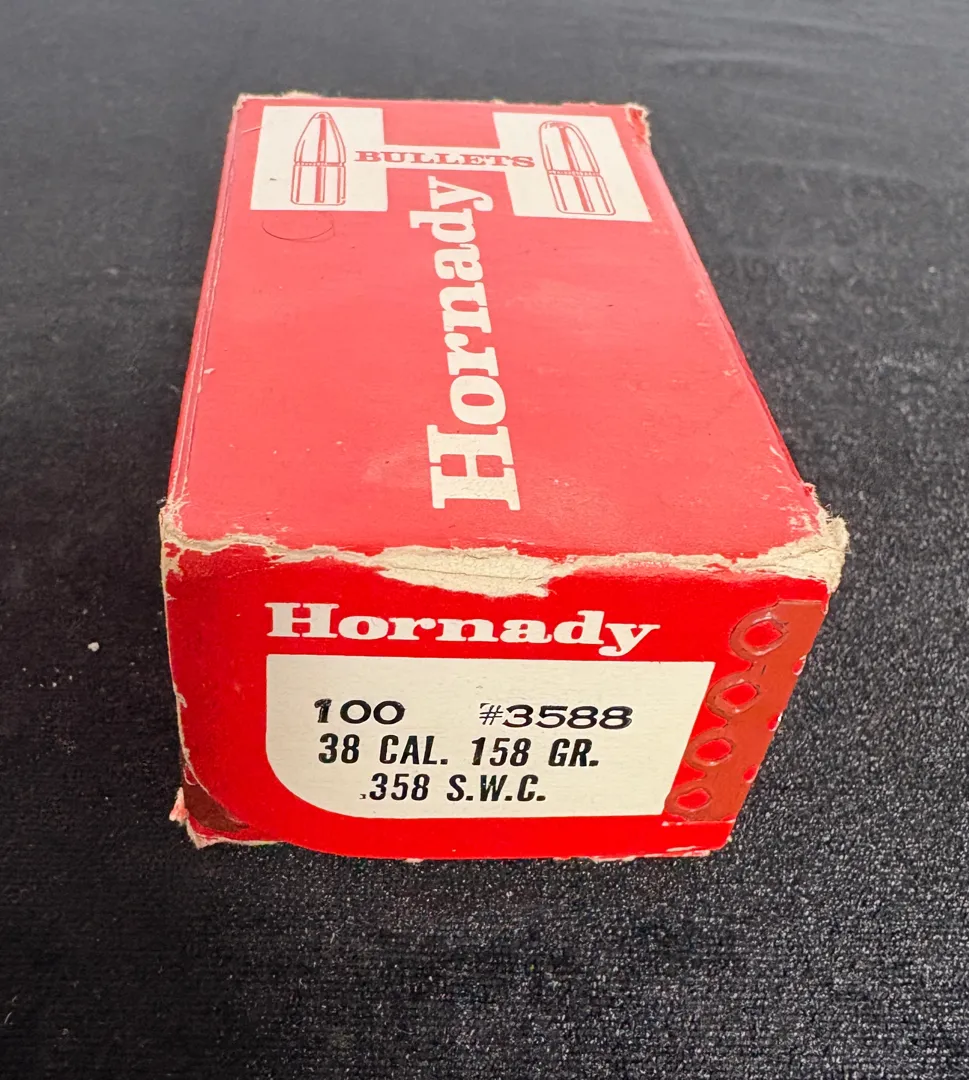 BULLETS
Hornady
Hornady
100 #3588
38 CAL. 158 GR.
.358 S.W.C.